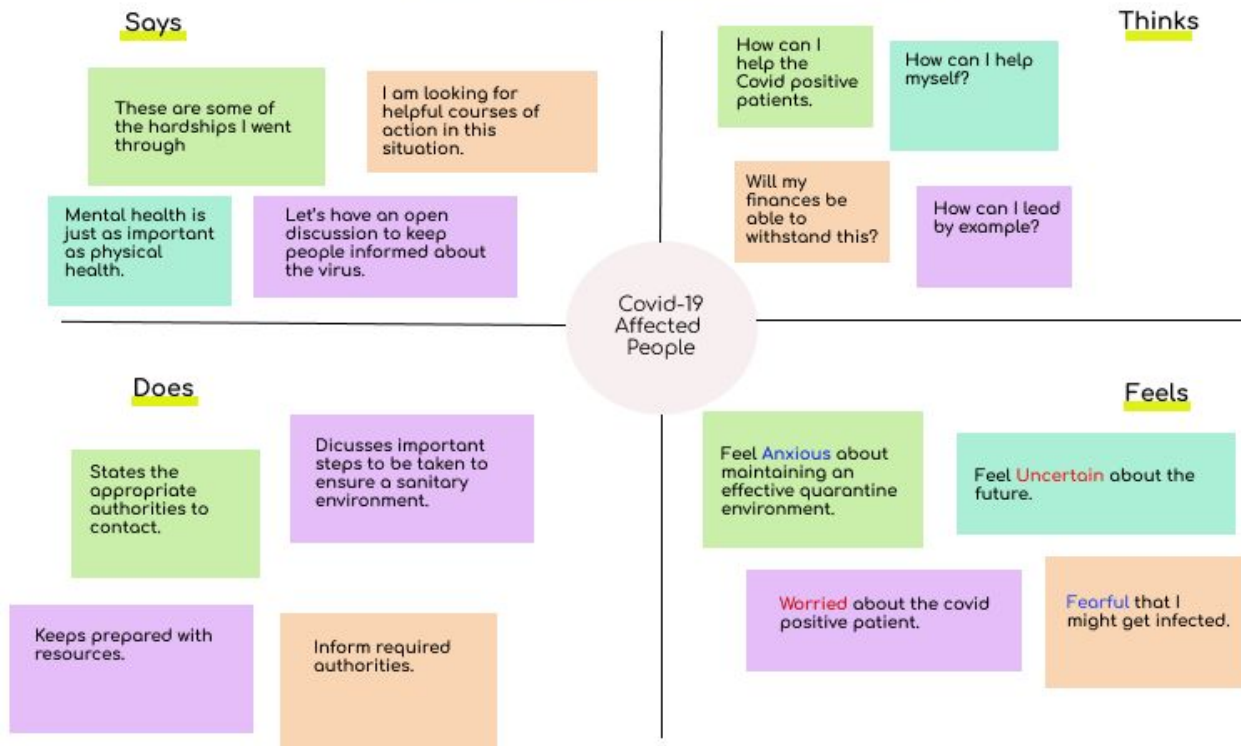 Says
These are some of
the hardships I went
through
I am looking for
helpful courses of
action in this
situation.
Mental health is
just as important
as physical
health.
Let's have an open
discussion to keep
people informed about
the virus.
Thinks
How can I
help the
Covid positive
patients.
How can I help
myself?
Will my
finances be
able to
withstand this?
How can I lead
by example?
Covid-19
Affected
People
Does
States the
appropriate
authorities to
contact.
Dicusses important
steps to be taken to
ensure a sanitary
environment.
Keeps prepared with
resources.
Inform required
authorities.
Feels
Feel Anxious about
maintaining an
effective quarantine
environment.
Feel Uncertain about the
future.
Worried about the covid
positive patient.
Fearful that I
might get infected.